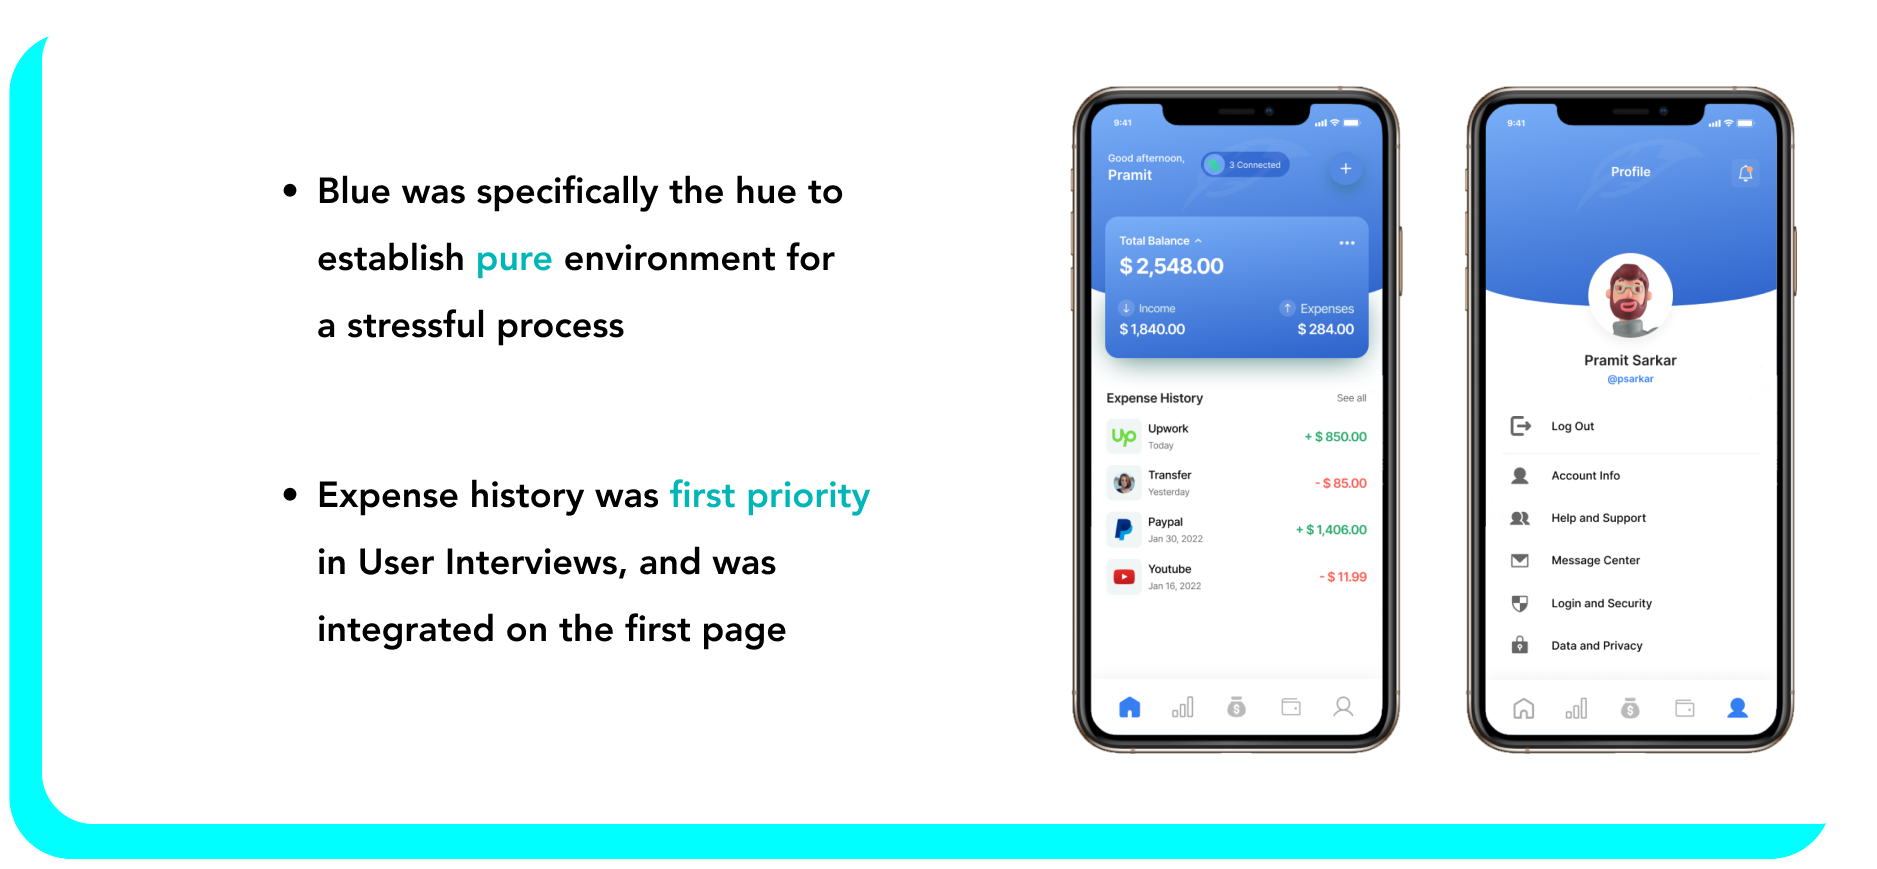 Blue was specifically the hue to
establish pure environment for
a stressful process
Expense history was first priority
in User Interviews, and was
integrated on the first page
9:41
Good afternoon,
Pramit
3 Connected
+
Total Balance
$ 2,548.00
Income
Expenses
$ 1,840.00
$ 284.00
Expense History
See all
Up
Upwork
Today
+ $ 850.00
Transfer
Yesterday
- $ 85.00
Paypal
Jan 30, 2022
+ $ 1,406.00
Youtube
Jan 16, 2022
- $ 11.99
9:41
Profile
Pramit Sarkar
@psarkar
Log Out
Account Info
Help and Support
Message Center
Login and Security
Data and Privacy